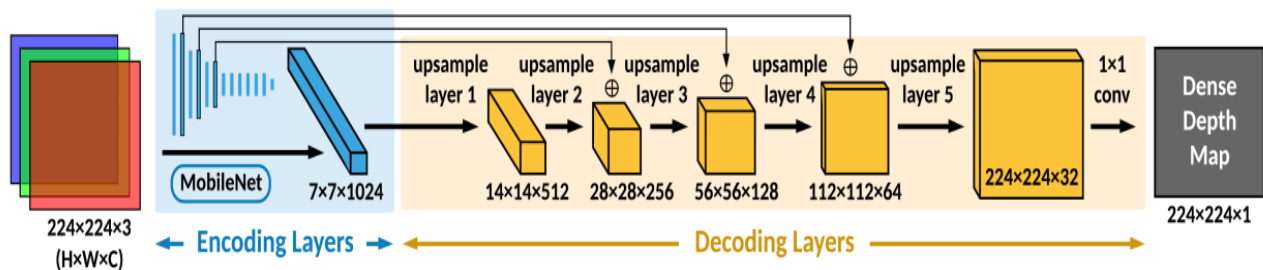 224×224×3
(H×W×C)
MobileNet
7×7×1024
Encoding Layers
upsample
layer 1
14×14×512
upsample
layer 2
⊕
28×28×256
upsample
layer 3
⊕
56×56×128
upsample
layer 4
⊕
112×112×64
upsample
layer 5
224×224×32
1×1
conv
Decoding Layers
Dense
Depth
Map
224×224×1